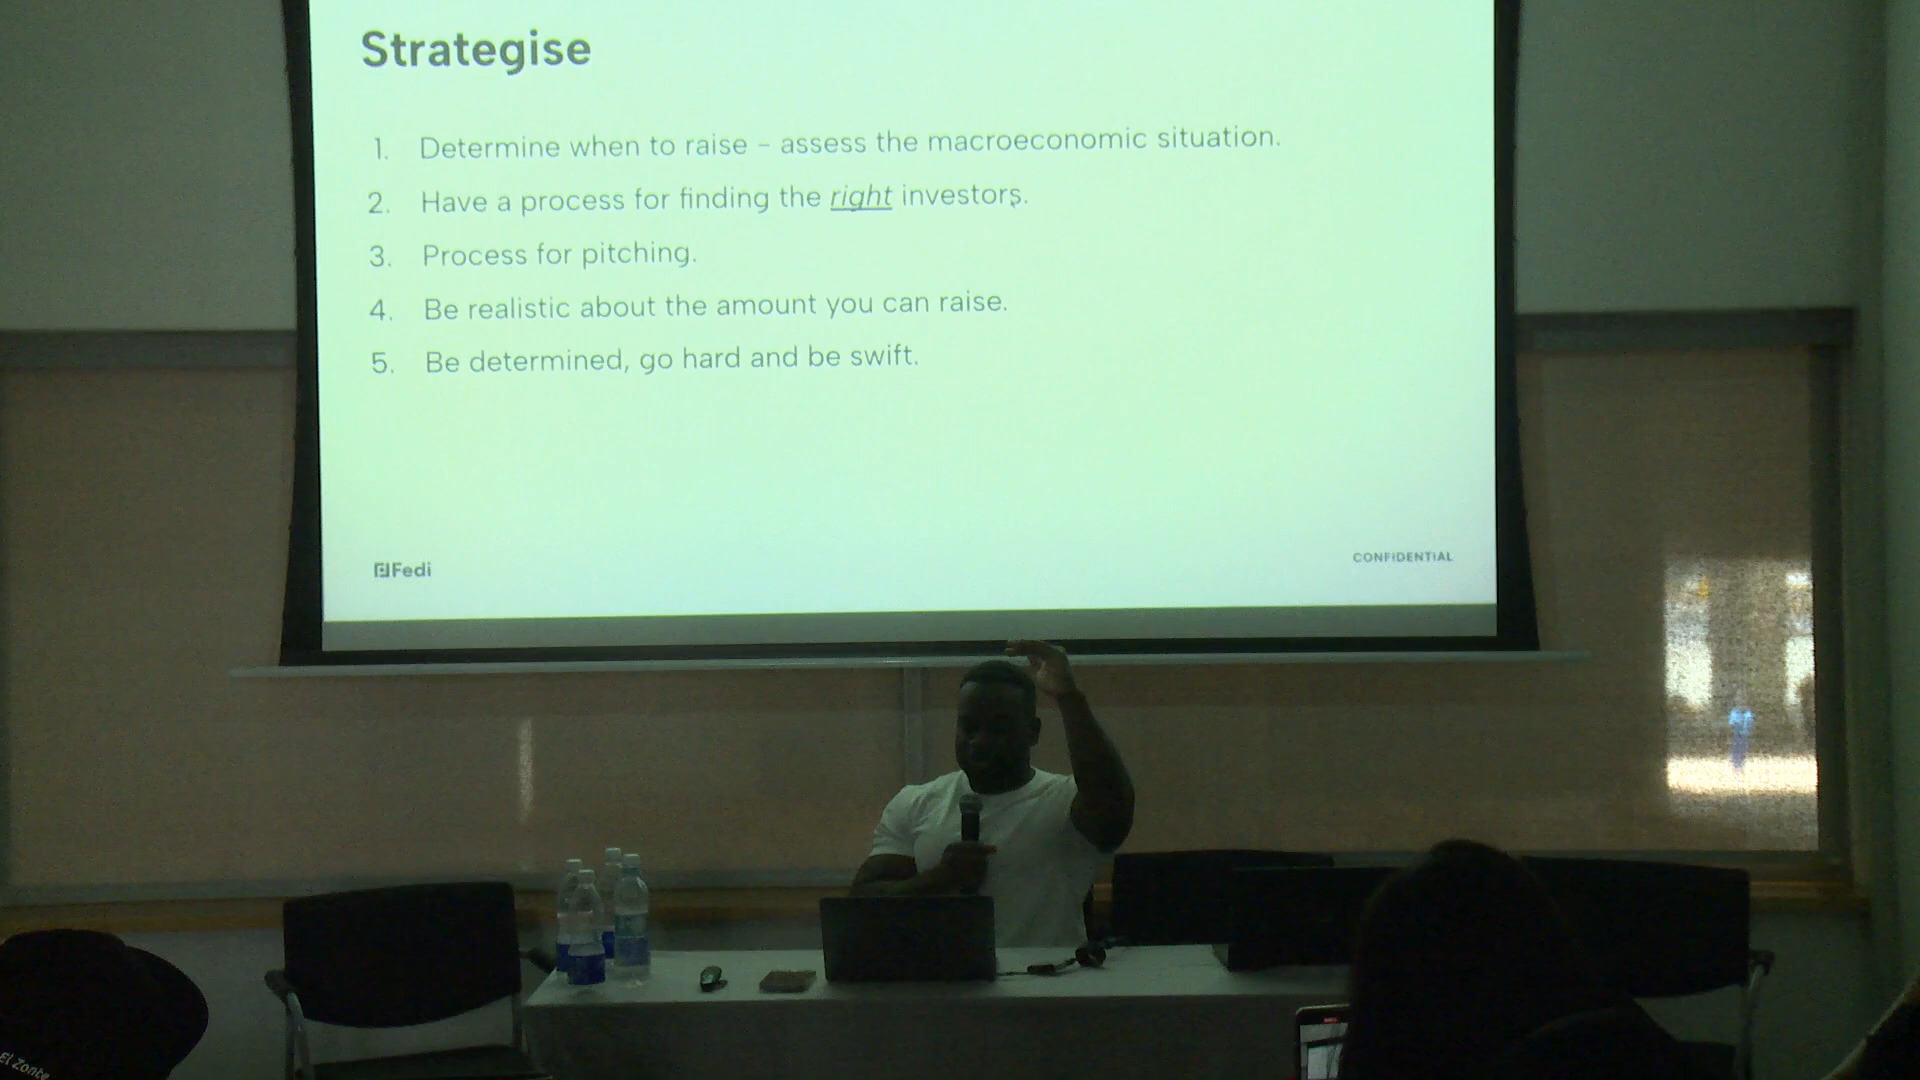 Strategise
1. Determine when to raise – assess the macroeconomic situation.
2. Have a process for finding the right investors.
3. Process for pitching.
4. Be realistic about the amount you can raise.
5. Be determined, go hard and be swift.
Fedi
CONFIDENTIAL
El Zonte